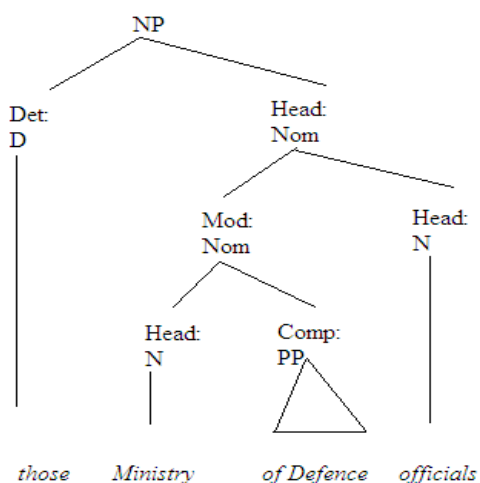 NP
Det:
D
Head:
Nom
Mod:
Nom
Head:
N
Head:
N
Comp:
PP
those Ministry of Defence officials